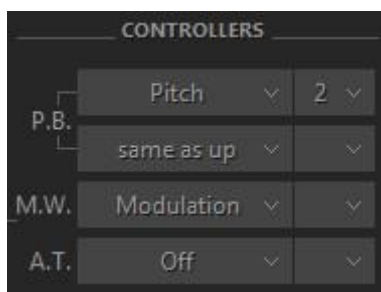 CONTROLLERS
Pitch 2
P.B.
same as up
M.W. Modulation
A.T. Off